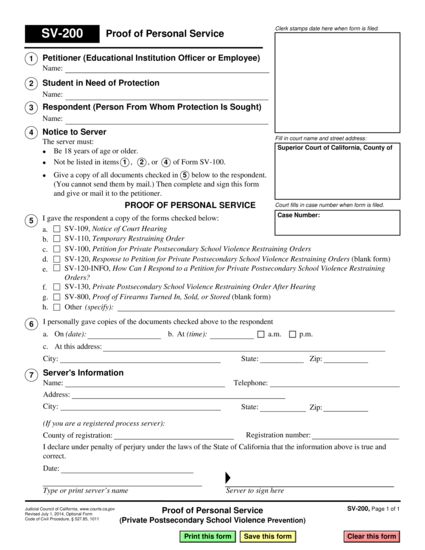 SV-200 Proof of Personal Service
Clerk stamps date here when form is filed.
1 Petitioner (Educational Institution Officer or Employee)
Name:
2 Student in Need of Protection
Name:
3 Respondent (Person From Whom Protection Is Sought)
Name:
4 Notice to Server
The server must:
• Be 18 years of age or older.
• Not be listed in items 1, 2, or 4 of Form SV-100.
• Give a copy of all documents checked in 5 below to the respondent.
(You cannot send them by mail.) Then complete and sign this form
and give or mail it to the petitioner.
Fill in court name and street address:
Superior Court of California, County of
Court fills in case number when form is filed.
Case Number:
PROOF OF PERSONAL SERVICE
5 I gave the respondent a copy of the forms checked below:
a. SV-109, Notice of Court Hearing
b. SV-110, Temporary Restraining Order
c. SV-100, Petition for Private Postsecondary School Violence Restraining Orders
d. SV-120, Response to Petition for Private Postsecondary School Violence Restraining Orders (blank form)
e. SV-120-INFO, How Can I Respond to a Petition for Private Postsecondary School Violence Restraining
Orders?
f. SV-130, Private Postsecondary School Violence Restraining Order After Hearing
g. SV-800, Proof of Firearms Turned In, Sold, or Stored (blank form)
h. Other (specify):
6 I personally gave copies of the documents checked above to the respondent
a. On (date): b. At (time): a.m. p.m.
c. At this address:
City: State: Zip:
7 Server's Information
Name: Telephone:
Address:
City: State: Zip:
(If you are a registered process server):
County of registration: Registration number:
I declare under penalty of perjury under the laws of the State of California that the information above is true and
correct.
Date:
Type or print server's name Server to sign here
Judicial Council of California, www.courts.ca.gov
Revised July 1, 2014, Optional Form
Code of Civil Procedure, § 527.85, 1011
Proof of Personal Service
(Private Postsecondary School Violence Prevention)
SV-200, Page 1 of 1
Print this form Save this form Clear this form